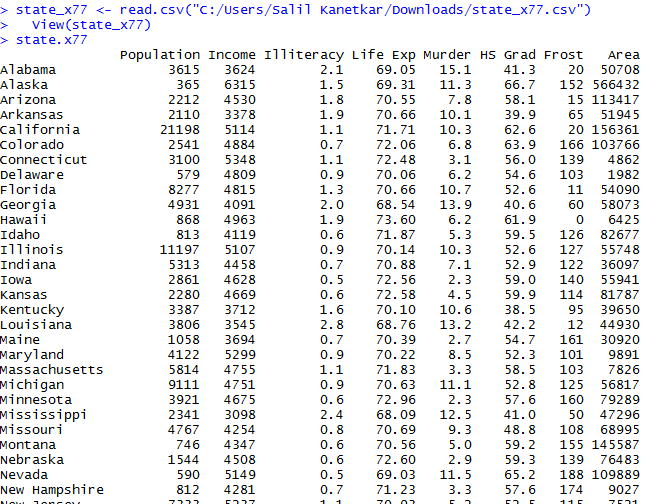 > state_x77 <- read.csv("C:/Users/Salil Kanetkar/Downloads/state_x77.csv")
> View(state_x77)
> state.x77
Population Income Illiteracy Life Exp Murder HS Grad Frost Area
Alabama 3615 3624 2.1 69.05 15.1 41.3 20 50708
Alaska 365 6315 1.5 69.31 11.3 66.7 152 566432
Arizona 2212 4530 1.8 70.55 7.8 58.1 15 113417
Arkansas 2110 3378 1.9 70.66 10.1 39.9 65 51945
California 21198 5114 1.1 71.71 10.3 62.6 20 156361
Colorado 2541 4884 0.7 72.06 6.8 63.9 166 103766
Connecticut 3100 5348 1.1 72.48 3.1 56.0 139 4862
Delaware 579 4809 0.9 70.06 6.2 54.6 103 1982
Florida 8277 4815 1.3 70.66 10.7 52.6 11 54090
Georgia 4931 4091 2.0 68.54 13.9 40.6 60 58073
Hawaii 868 4963 1.9 73.60 6.2 61.9 0 6425
Idaho 813 4119 0.6 71.87 5.3 59.5 126 82677
Illinois 11197 5107 0.9 70.14 10.3 52.6 127 55748
Indiana 5313 4458 0.7 70.88 7.1 52.9 122 36097
Iowa 2861 4628 0.5 72.56 2.3 59.0 140 55941
Kansas 2280 4669 0.6 72.58 4.5 59.9 114 81787
Kentucky 3387 3712 1.6 70.10 10.6 38.5 95 39650
Louisiana 3806 3545 2.8 68.76 13.2 42.2 12 44930
Maine 1058 3694 0.7 70.39 2.7 54.7 161 30920
Maryland 4122 5299 0.9 70.22 8.5 52.3 101 9891
Massachusetts 5814 4755 1.1 71.83 3.3 58.5 103 7826
Michigan 9111 4751 0.9 70.63 11.1 52.8 125 56817
Minnesota 3921 4675 0.6 72.96 2.3 57.6 160 79289
Mississippi 2341 3098 2.4 68.09 12.5 41.0 50 47296
Missouri 4767 4254 0.8 70.69 9.3 48.8 108 68995
Montana 746 4347 0.6 70.56 5.0 59.2 155 145587
Nebraska 1544 4508 0.6 72.60 2.9 59.3 139 76483
Nevada 590 5149 0.5 69.03 11.5 65.2 188 109889
New Hampshire 812 4281 0.7 71.23 3.3 57.6 174 9027